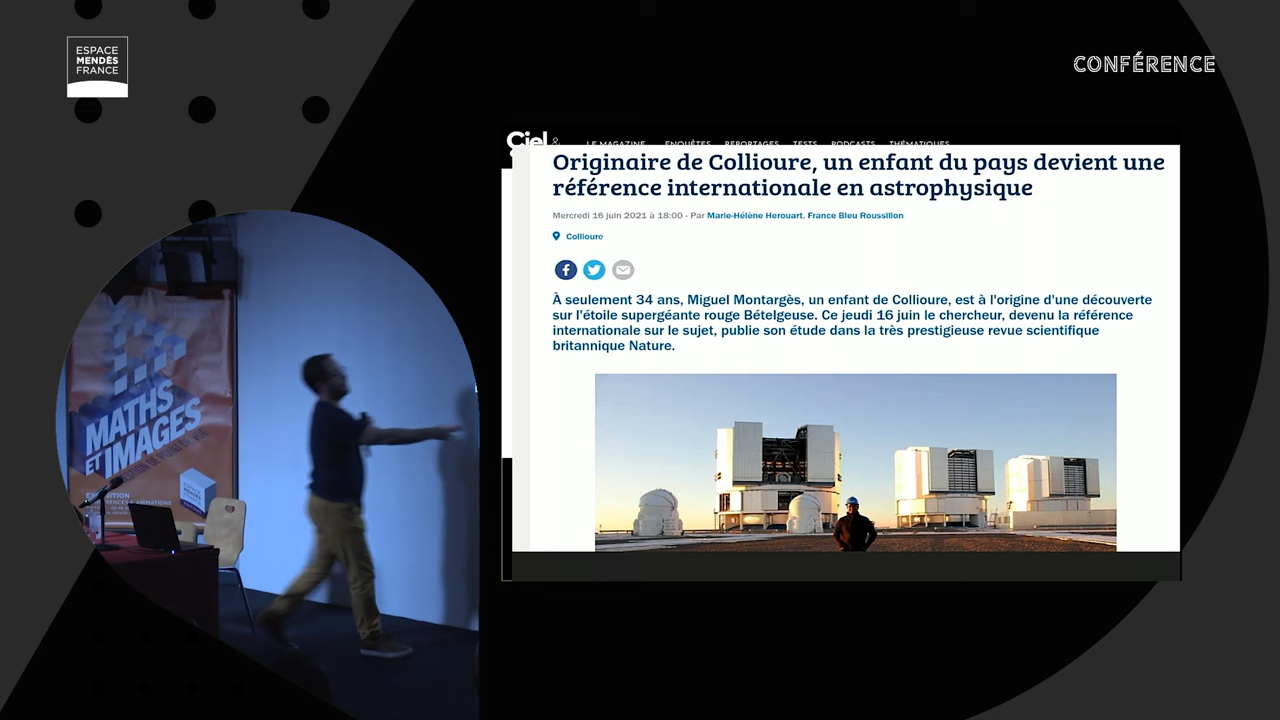 ESPACE
MENDÈS
FRANCE
CONFÉRENCE
Ciel &
LE MAGAZINE ENQUÊTES REPORTAGES TESTS PODCASTS THÉMATIQUES
Originaire de Collioure, un enfant du pays devient une
référence internationale en astrophysique
Mercredi 16 juin 2021 à 18:00 - Par Marie-Hélène Herouart, France Bleu Roussillon
Collioure
À seulement 34 ans, Miguel Montargès, un enfant de Collioure, est à l'origine d'une découverte
sur l'étoile supergéante rouge Bételgeuse. Ce jeudi 16 juin le chercheur, devenu la référence
internationale sur le sujet, publie son étude dans la très prestigieuse revue scientifique
britannique Nature.
MATHS
ET IMAGES